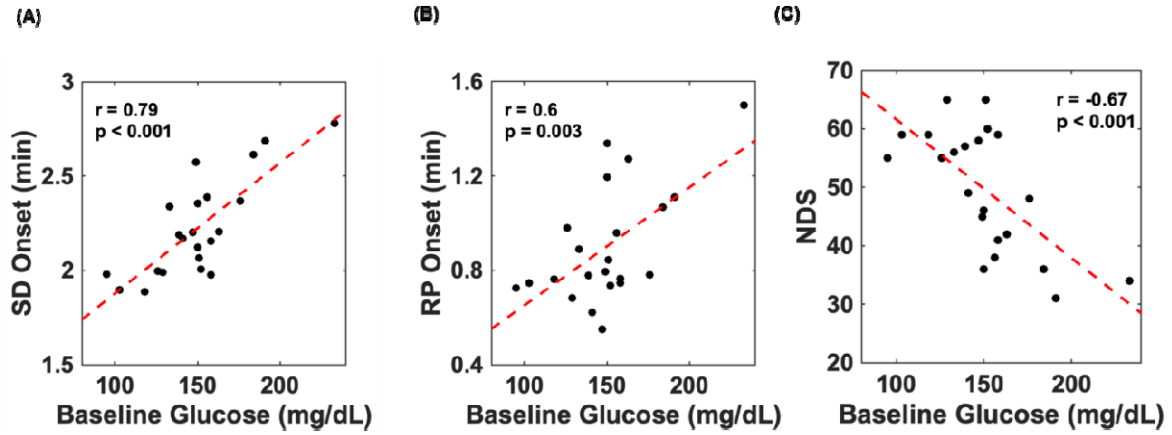 (A)
3
2.5
2
1.5
SD Onset (min)
r = 0.79
p < 0.001
100 150 200
Baseline Glucose (mg/dL)
(B)
1.6
1.2
0.8
0.4
RP Onset (min)
r = 0.6
p = 0.003
100 150 200
Baseline Glucose (mg/dL)
(C)
70
60
50
40
30
20
NDS
r = -0.67
p < 0.001
100 150 200
Baseline Glucose (mg/dL)